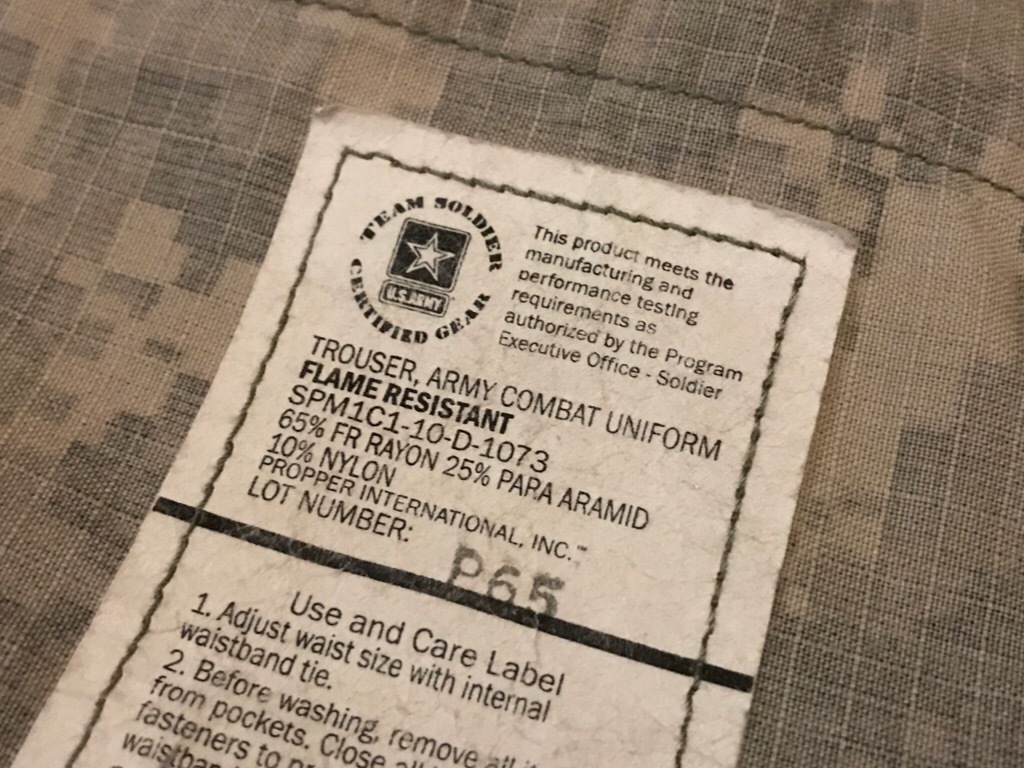 TEAM SOLDIER
U.S. ARMY
CERTIFIED GEAR
This product meets the
manufacturing and
performance testing
requirements as
authorized by the Program
Executive Office - Soldier
TROUSER, ARMY COMBAT UNIFORM
FLAME RESISTANT
SPM1C1-10-D-1073
65% FR RAYON 25% PARA ARAMID
10% NYLON
PROPPER INTERNATIONAL, INC.™
LOT NUMBER:
P65
Use and Care Label
1. Adjust waist size with internal
waistband tie.
2. Before washing, remove all
from pockets. Close all
fasteners to